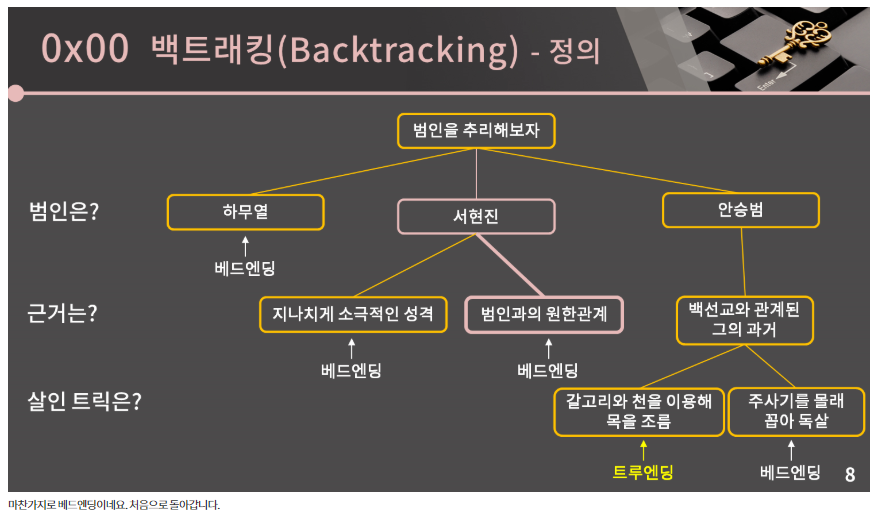 0x00 백트래킹(Backtracking) - 정의
Enter
범인을 추리해보자
범인은?
하무열
서현진
안승범
베드엔딩
근거는?
지나치게 소극적인 성격
범인과의 원한관계
백선교와 관계된
그의 과거
베드엔딩
베드엔딩
살인 트릭은?
갈고리와 천을 이용해
목을 조름
주사기를 몰래
꼽아 독살
트루엔딩
베드엔딩
8
마찬가지로 베드엔딩이네요. 처음으로 돌아갑니다.